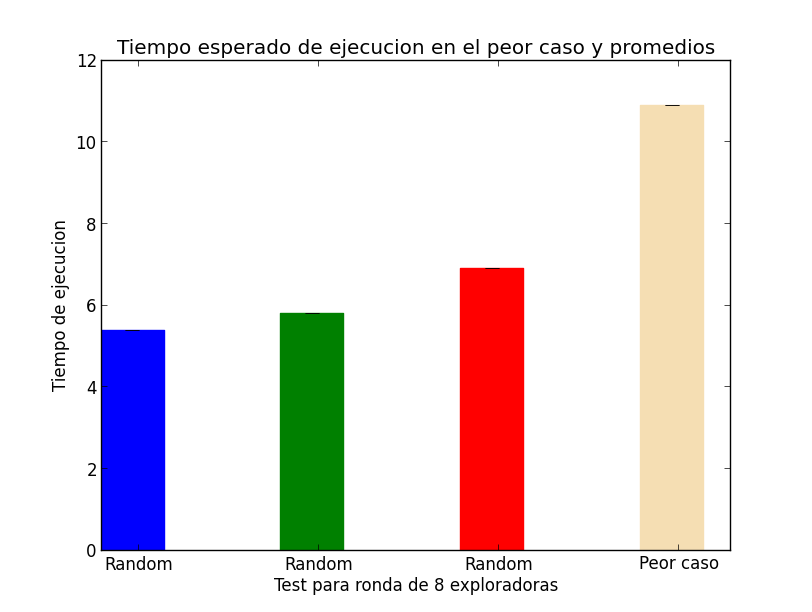 Tiempo esperado de ejecucion en el peor caso y promedios
12
10
8
6
4
2
0
Tiempo de ejecucion
Random Random Random Peor caso
Test para ronda de 8 exploradoras